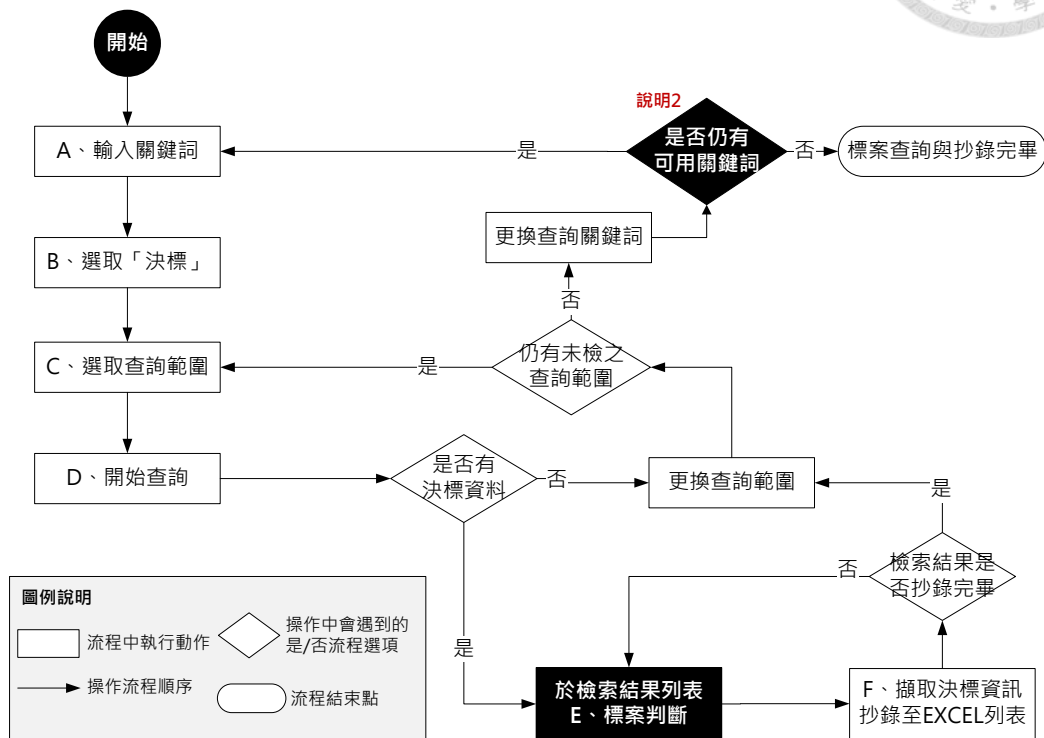 愛•學
開始
說明2
是否仍有
可用關鍵詞
是
否
A、輸入關鍵詞
標案查詢與抄錄完畢
更換查詢關鍵詞
B、選取「決標」
否
C、選取查詢範圍
是
仍有未檢之
查詢範圍
D、開始查詢
是否有
決標資料
否
更換查詢範圍
是
檢索結果是
否抄錄完畢
否
是
於檢索結果列表
E、標案判斷
F、擷取決標資訊
抄錄至EXCEL列表
圖例說明
流程中執行動作
操作中會遇到的
是/否流程選項
操作流程順序
流程結束點